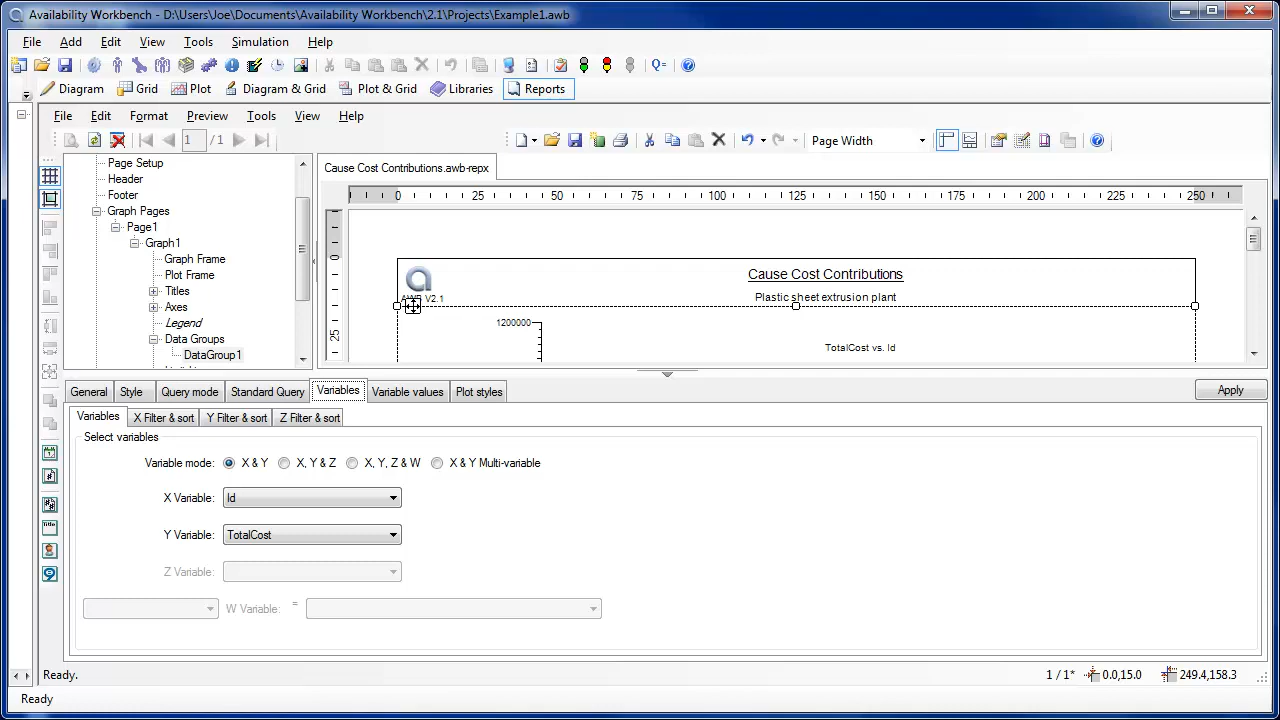 Availability Workbench - D:\Users\Joe\Documents\Availability Workbench\2.1\Projects\Example1.awb
File Add Edit View Tools Simulation Help
Diagram Grid Plot Diagram & Grid Plot & Grid Libraries Reports
File Edit Format Preview Tools View Help
1 / 1 Page Width
Page Setup
Header
Footer
Graph Pages
Page1
Graph1
Graph Frame
Plot Frame
Titles
Axes
Legend
Data Groups
DataGroup1
Cause Cost Contributions.awb-repx
0 25 50 75 100 125 150 175 200 225 250
0
25
Cause Cost Contributions
Plastic sheet extrusion plant
V2.1
1200000
TotalCost vs. Id
General Style Query mode Standard Query Variables Variable values Plot styles Apply
Variables X Filter & sort Y Filter & sort Z Filter & sort
Select variables
Variable mode: X & Y X, Y & Z X, Y, Z & W X & Y Multi-variable
X Variable: Id
Y Variable: TotalCost
Z Variable:
W Variable: =
Ready. 1 / 1* 0.0,15.0 249.4,158.3
Ready